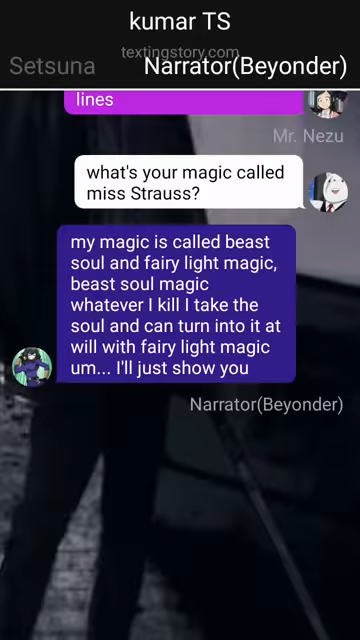 kumar TS
textingstory.com
Setsuna Narrator(Beyonder)
lines
Mr. Nezu
what's your magic called
miss Strauss?
my magic is called beast
soul and fairy light magic,
beast soul magic
whatever I kill I take the
soul and can turn into it at
will with fairy light magic
um... I'll just show you
Narrator(Beyonder)